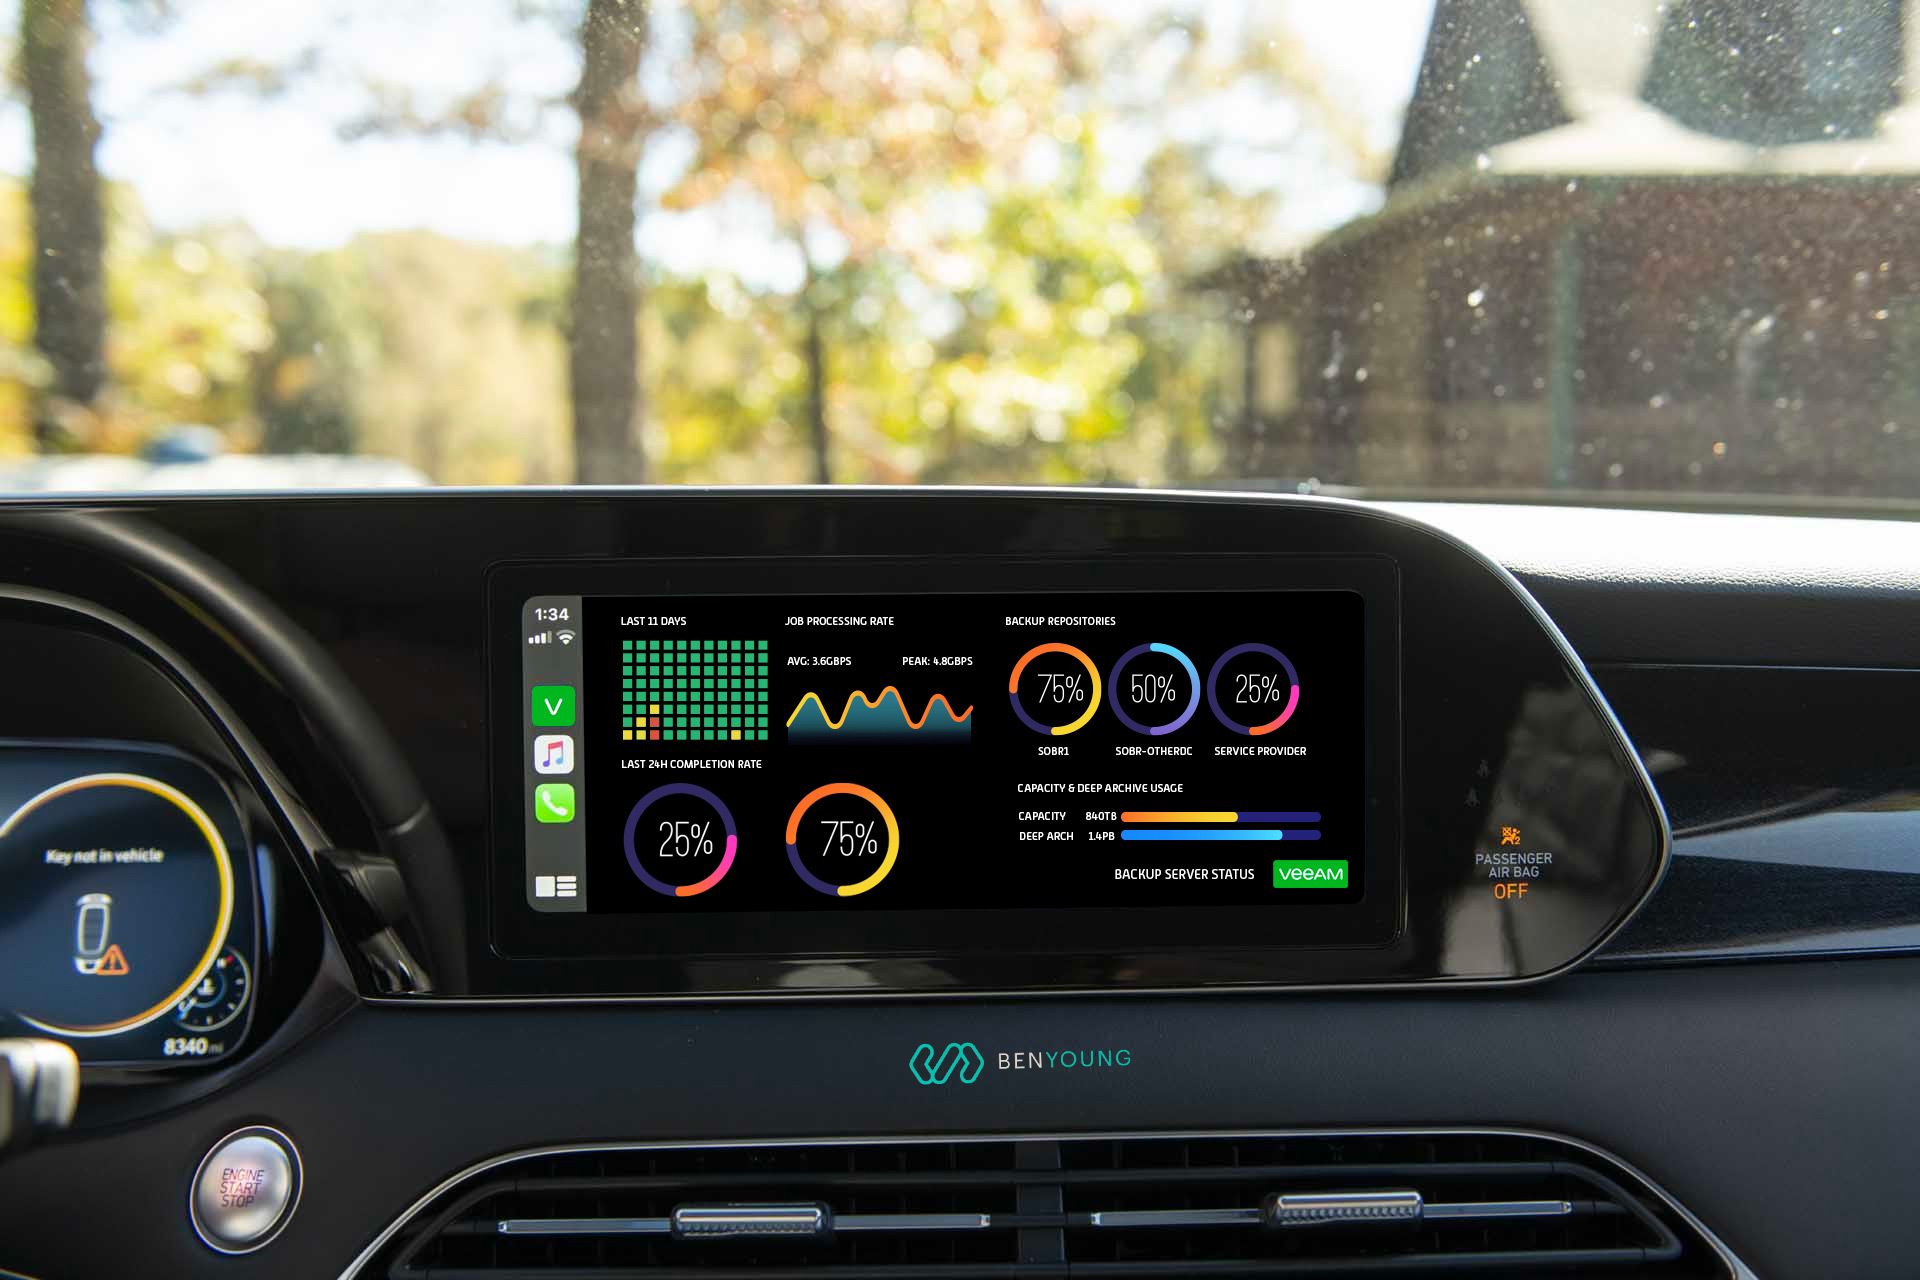 1:34
LAST 11 DAYS
JOB PROCESSING RATE
AVG: 3.6GBPS
PEAK: 4.8GBPS
BACKUP REPOSITORIES
75%
50%
25%
SOBR1
SOBR-OTHERDC
SERVICE PROVIDER
LAST 24H COMPLETION RATE
25%
75%
CAPACITY & DEEP ARCHIVE USAGE
CAPACITY 840TB
DEEP ARCH 1.4PB
BACKUP SERVER STATUS
veeAM
V
Key not in vehicle
8340 mi
PASSENGER
AIR BAG
OFF
BENYOUNG
ENGINE
START
STOP